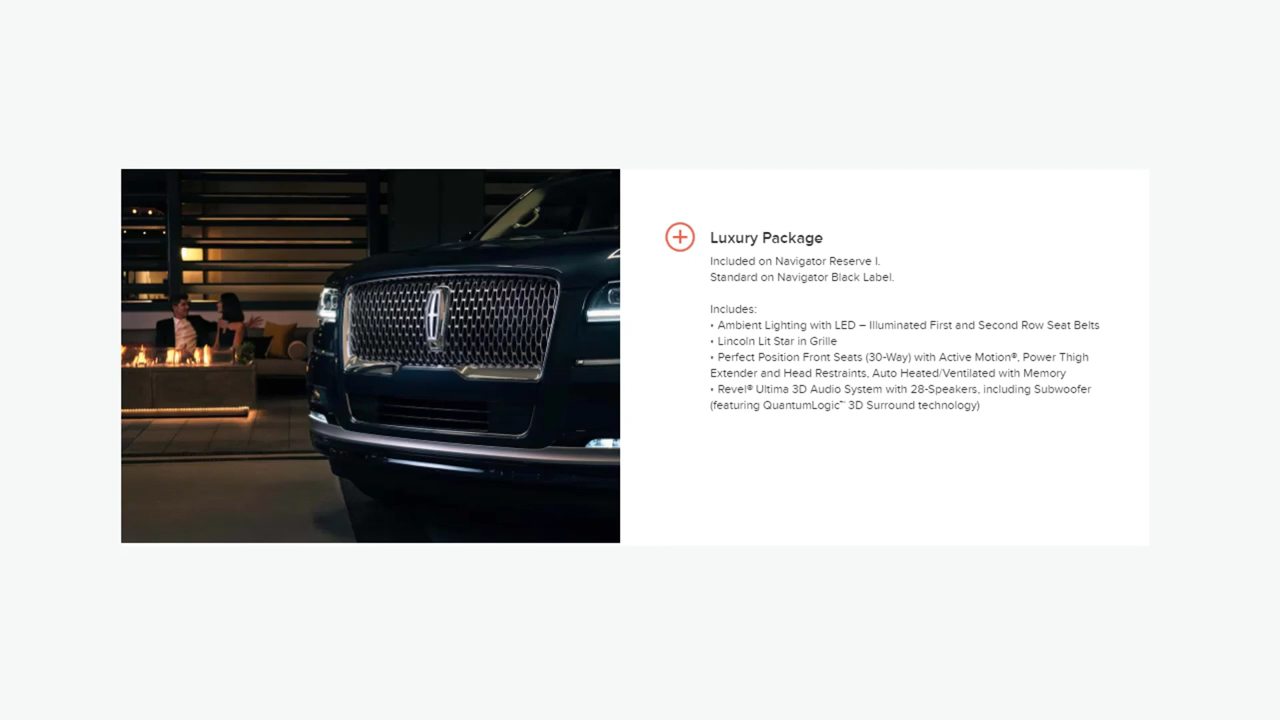 Luxury Package
Included on Navigator Reserve I.
Standard on Navigator Black Label.
Includes:
• Ambient Lighting with LED – Illuminated First and Second Row Seat Belts
• Lincoln Lit Star in Grille
• Perfect Position Front Seats (30-Way) with Active Motion®, Power Thigh
Extender and Head Restraints, Auto Heated/Ventilated with Memory
• Revel® Ultima 3D Audio System with 28-Speakers, including Subwoofer
(featuring QuantumLogic™ 3D Surround technology)